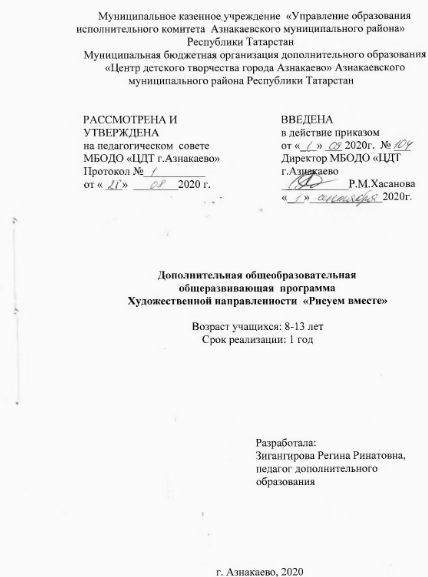 Муниципальное казенное учреждение «Управление образования
исполнительного комитета Азнакаевского муниципального района»
Республики Татарстан
Муниципальная бюджетная организация дополнительного образования
«Центр детского творчества города Азнакаево» Азнакаевского
муниципального района Республики Татарстан
РАССМОТРЕНА И
УТВЕРЖДЕНА
на педагогическом совете
МБОДО «ЦДТ г.Азнакаево»
Протокол № 1
от « » 08 2020 г.
ВВЕДЕНА
в действие приказом
от « 1 » 09 2020г. № 104
Директор МБОДО «ЦДТ
г.Азнакаево
Р.М.Хасанова
« 1 » сентября 2020г.
Дополнительная общеобразовательная
общеразвивающая программа
Художественной направленности «Рисуем вместе»
Возраст учащихся: 8-13 лет
Срок реализации: 1 год
Разработала:
Зигангирова Регина Ринатовна,
педагог дополнительного
образования
г. Азнакаево, 2020